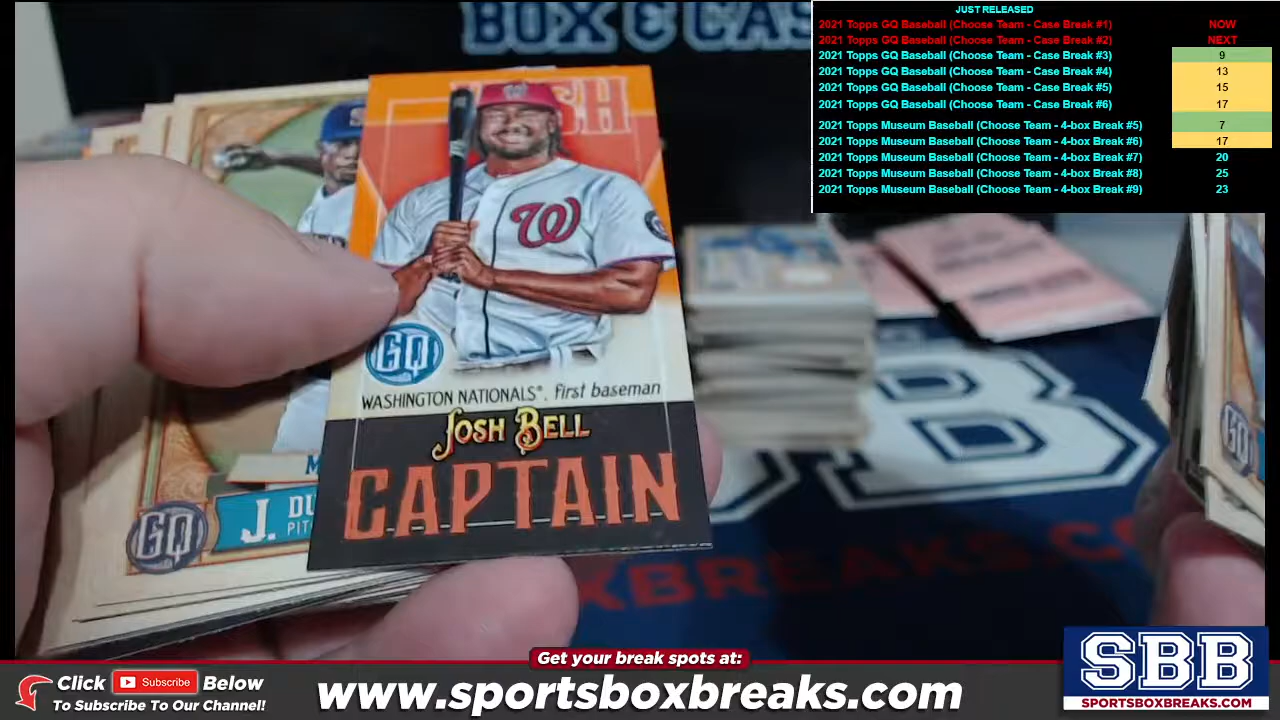 BOX & CAS
JUST RELEASED
2021 Topps GQ Baseball (Choose Team - Case Break #1) NOW
2021 Topps GQ Baseball (Choose Team - Case Break #2) NEXT
2021 Topps GQ Baseball (Choose Team - Case Break #3) 9
2021 Topps GQ Baseball (Choose Team - Case Break #4) 13
2021 Topps GQ Baseball (Choose Team - Case Break #5) 15
2021 Topps GQ Baseball (Choose Team - Case Break #6) 17
2021 Topps Museum Baseball (Choose Team - 4-box Break #5) 7
2021 Topps Museum Baseball (Choose Team - 4-box Break #6) 17
2021 Topps Museum Baseball (Choose Team - 4-box Break #7) 20
2021 Topps Museum Baseball (Choose Team - 4-box Break #8) 25
2021 Topps Museum Baseball (Choose Team - 4-box Break #9) 23
W
GQ
WASHINGTON NATIONALS®, first baseman
JOSH BELL
CAPTAIN
GQ
J. DU
PIT
GQ
B
BOXBREAKS.C
Get your break spots at:
Click Subscribe Below
To Subscribe To Our Channel!
www.sportsboxbreaks.com
SBB
SPORTSBOXBREAKS.COM